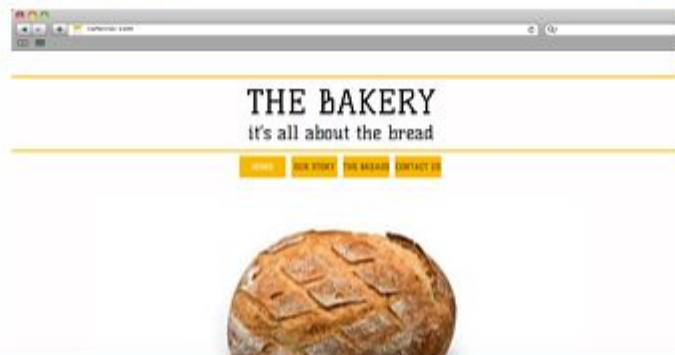 THE BAKERY
it's all about the bread
HOME OUR STORY THE BREADS CONTACT US